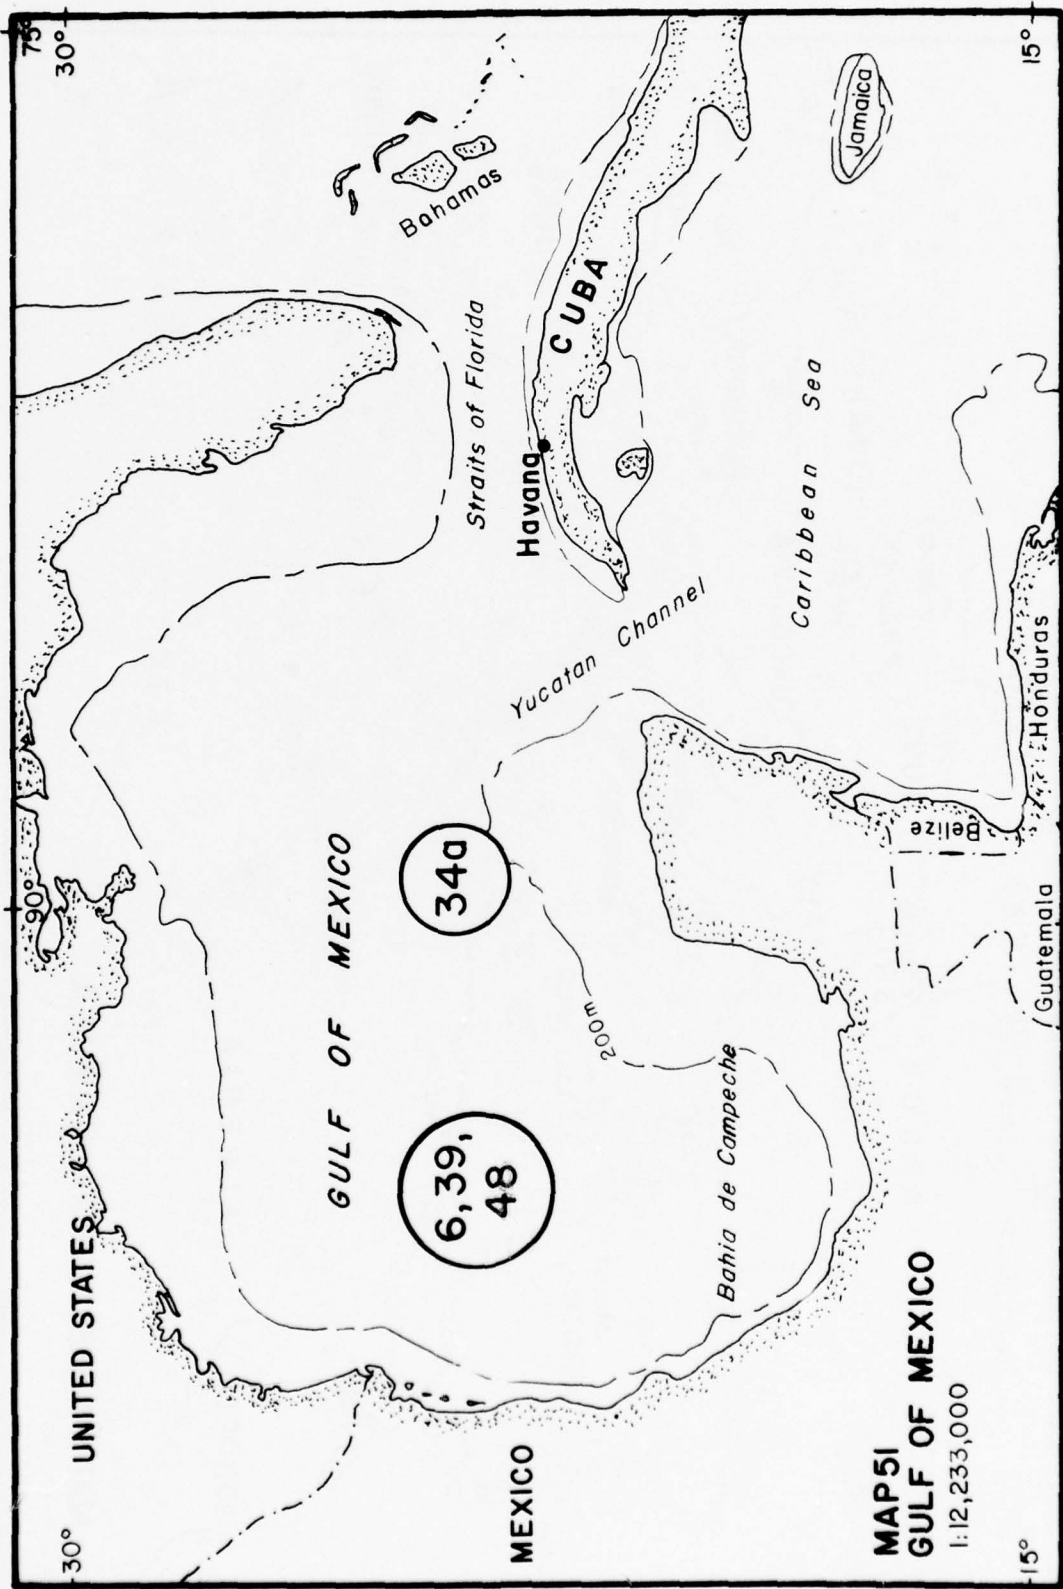 75°
30°
15°
Bahamas
Jamaica
CUBA
Straits of Florida
Havana
Caribbean Sea
Yucatan Channel
Honduras
Belize
Guatemala
90°
GULF OF MEXICO
34a
200m
6,39,
48
Bahia de Campeche
UNITED STATES
MEXICO
MAP51
GULF OF MEXICO
1:12,233,000
30°
15°